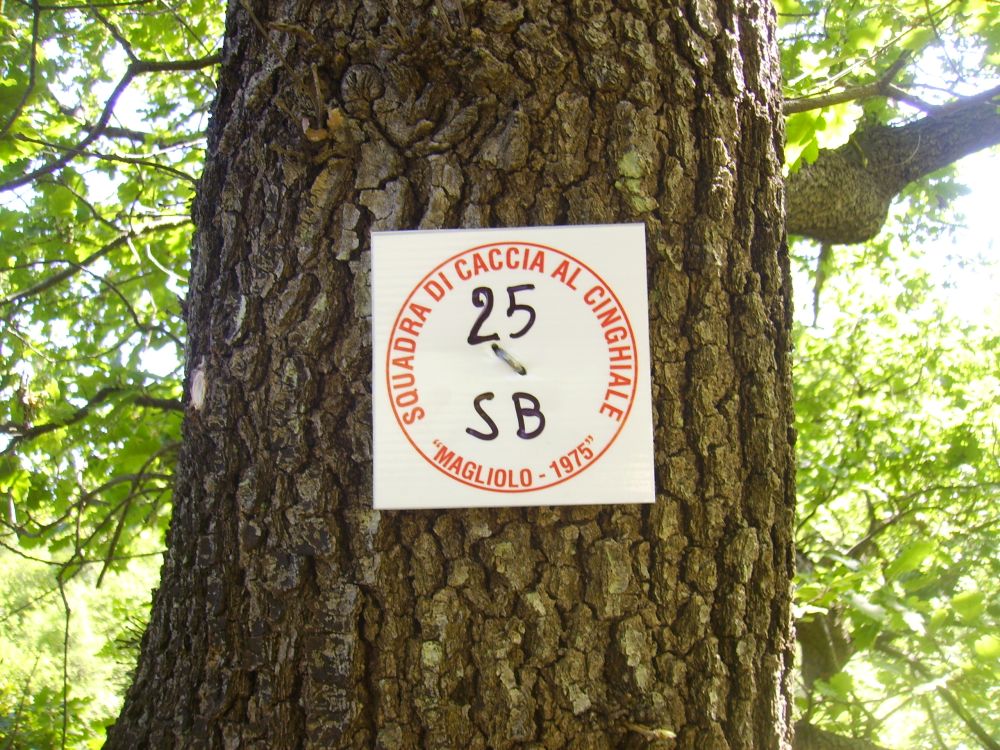 SQUADRA DI CACCIA AL CINGHIALE
25
SB
"MAGLIOLO - 1975"